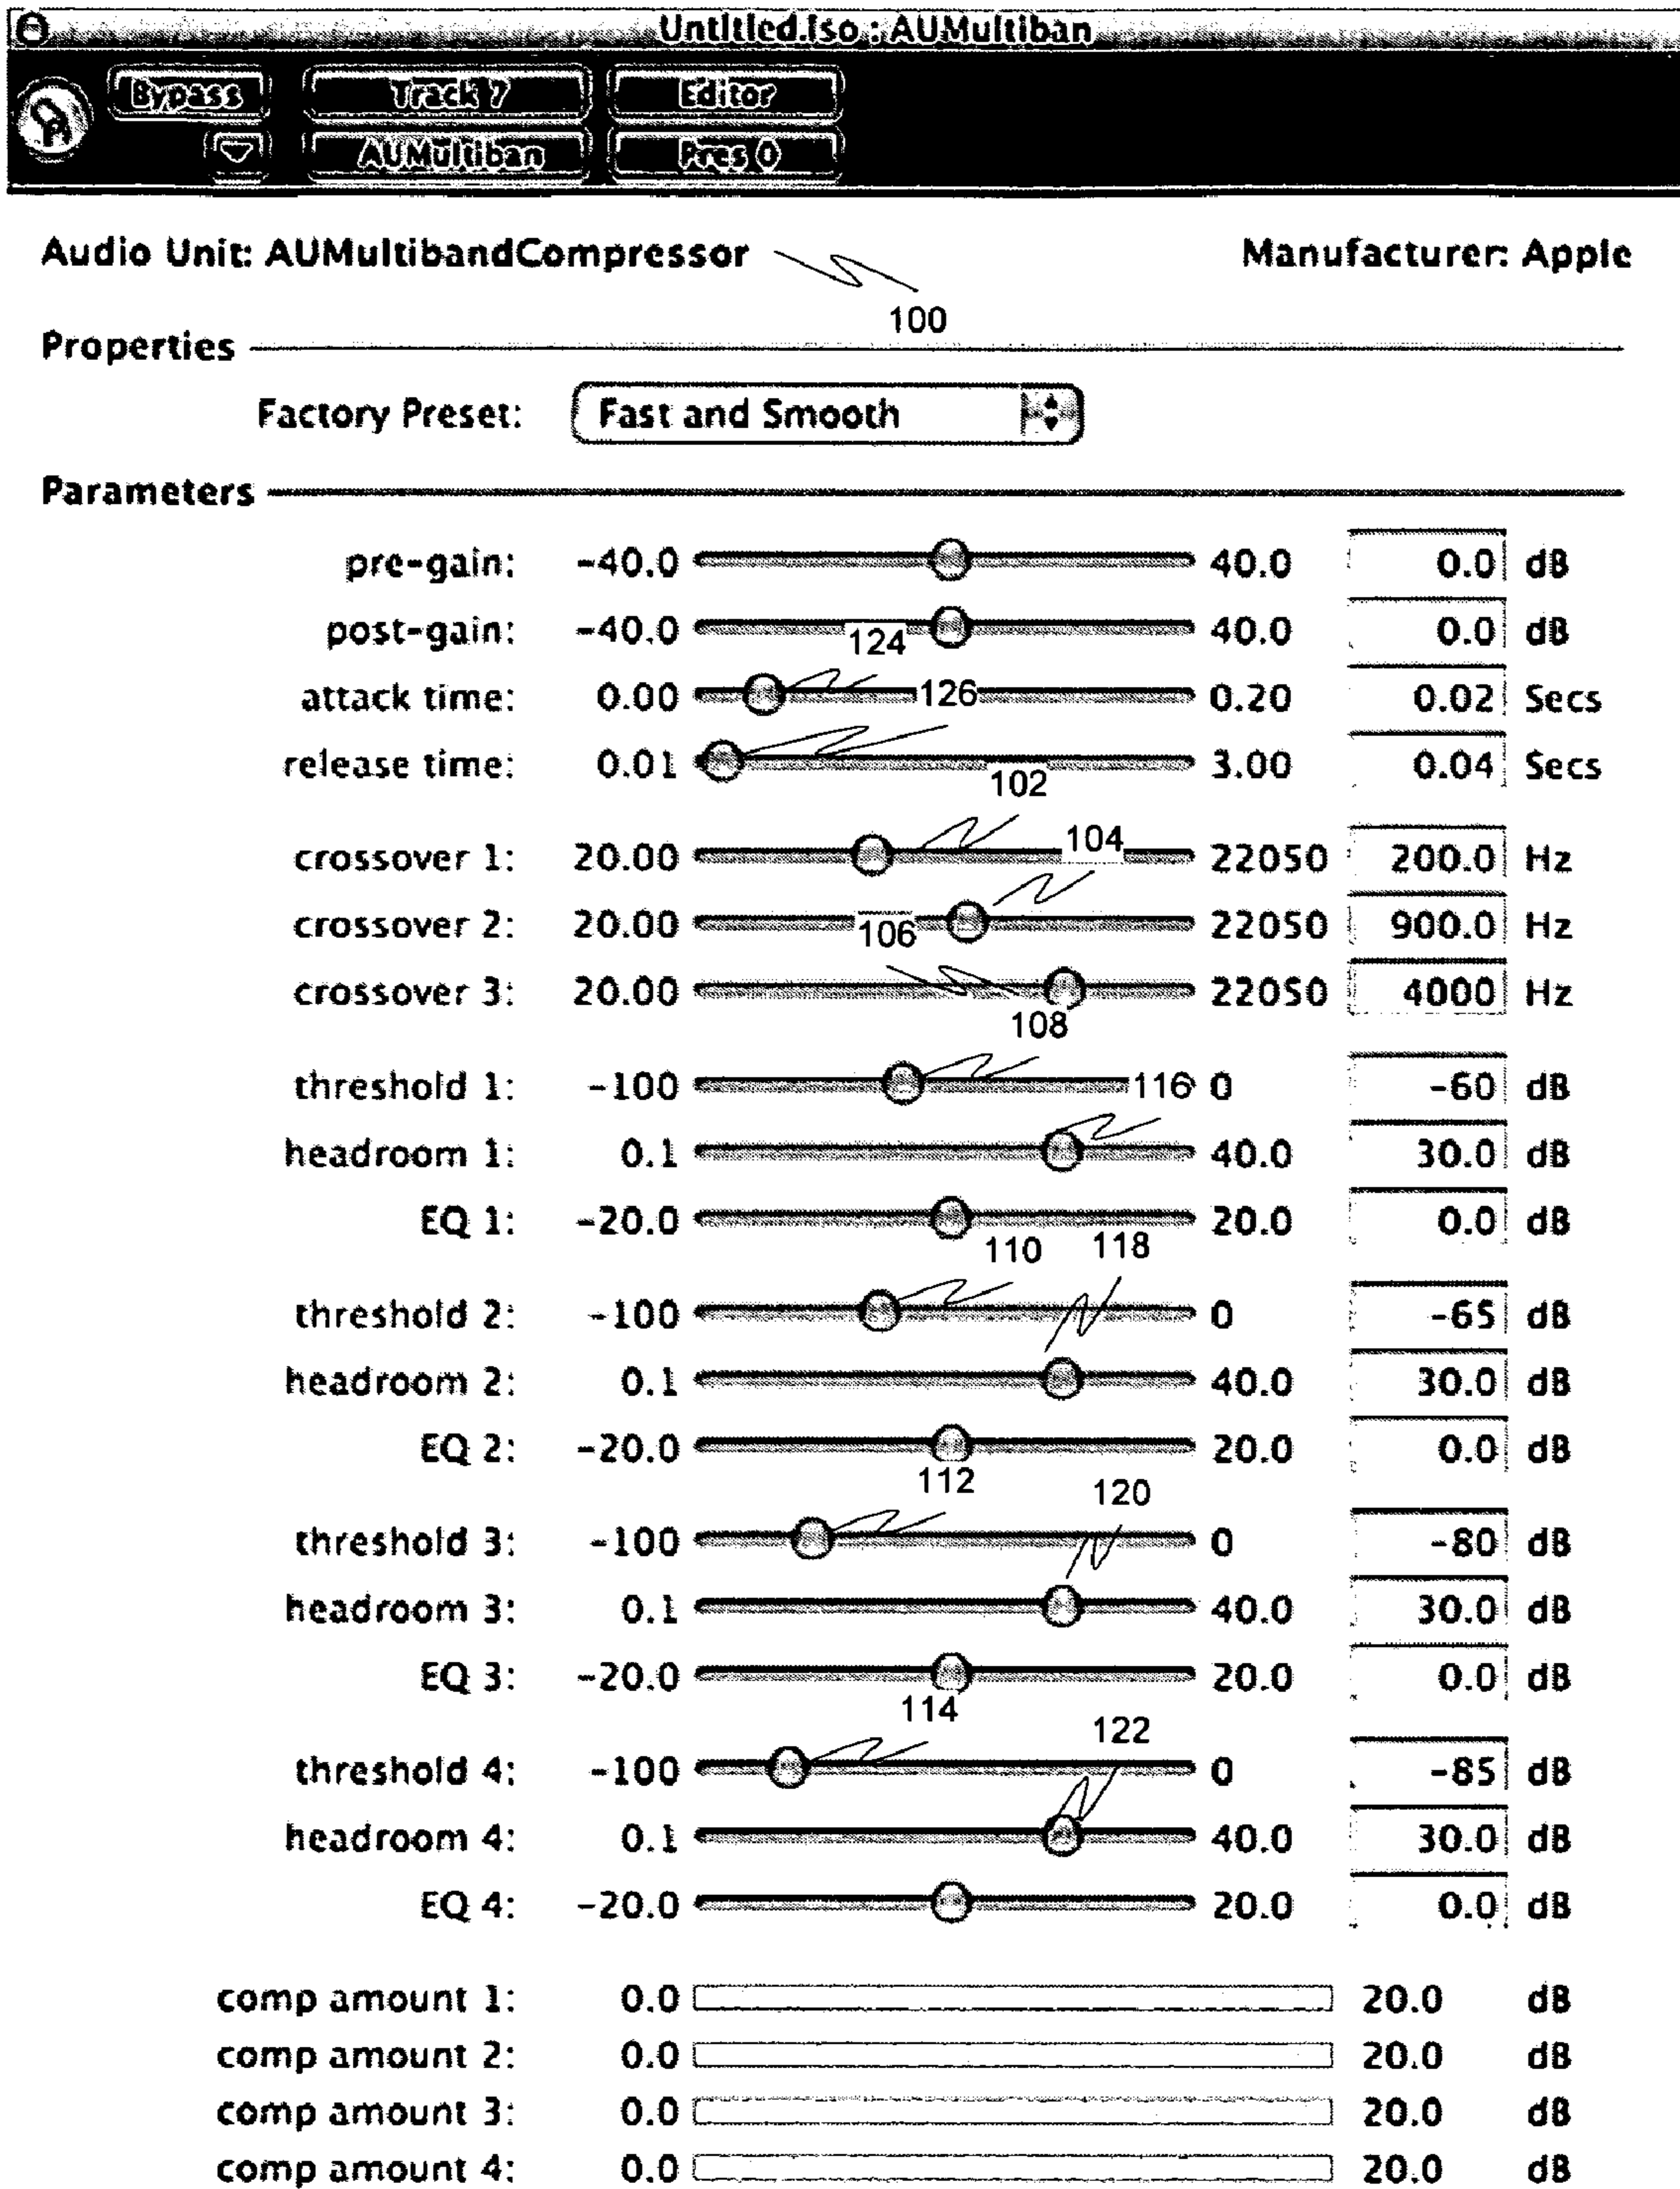 Untitled.lso : AUMultiban
Bypass Track 7 Editor
AUMultiban Pres 0
Audio Unit: AUMultibandCompressor Manufacturer: Apple
100
Properties
Factory Preset: Fast and Smooth
Parameters
pre-gain: -40.0 40.0 0.0 dB
post-gain: -40.0 124 40.0 0.0 dB
attack time: 0.00 126 0.20 0.02 Secs
release time: 0.01 3.00 0.04 Secs
102
crossover 1: 20.00 104 22050 200.0 Hz
crossover 2: 20.00 106 22050 900.0 Hz
crossover 3: 20.00 22050 4000 Hz
108
threshold 1: -100 116 0 -60 dB
headroom 1: 0.1 40.0 30.0 dB
EQ 1: -20.0 20.0 0.0 dB
110 118
threshold 2: -100 0 -65 dB
headroom 2: 0.1 40.0 30.0 dB
EQ 2: -20.0 20.0 0.0 dB
112 120
threshold 3: -100 0 -80 dB
headroom 3: 0.1 40.0 30.0 dB
EQ 3: -20.0 20.0 0.0 dB
114 122
threshold 4: -100 0 -85 dB
headroom 4: 0.1 40.0 30.0 dB
EQ 4: -20.0 20.0 0.0 dB
comp amount 1: 0.0 20.0 dB
comp amount 2: 0.0 20.0 dB
comp amount 3: 0.0 20.0 dB
comp amount 4: 0.0 20.0 dB